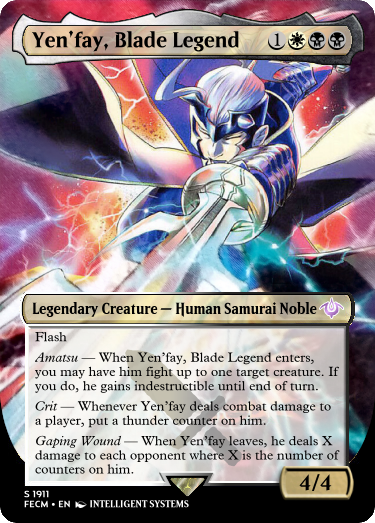 Yen'fay, Blade Legend 1
Legendary Creature — Human Samurai Noble
Flash
Amatsu — When Yen'fay, Blade Legend enters,
you may have him fight up to one target creature. If
you do, he gains indestructible until end of turn.
Crit — Whenever Yen'fay deals combat damage to
a player, put a thunder counter on him.
Gaping Wound — When Yen'fay leaves, he deals X
damage to each opponent where X is the number of
counters on him.
4/4
S 1911
FECM • EN INTELLIGENT SYSTEMS